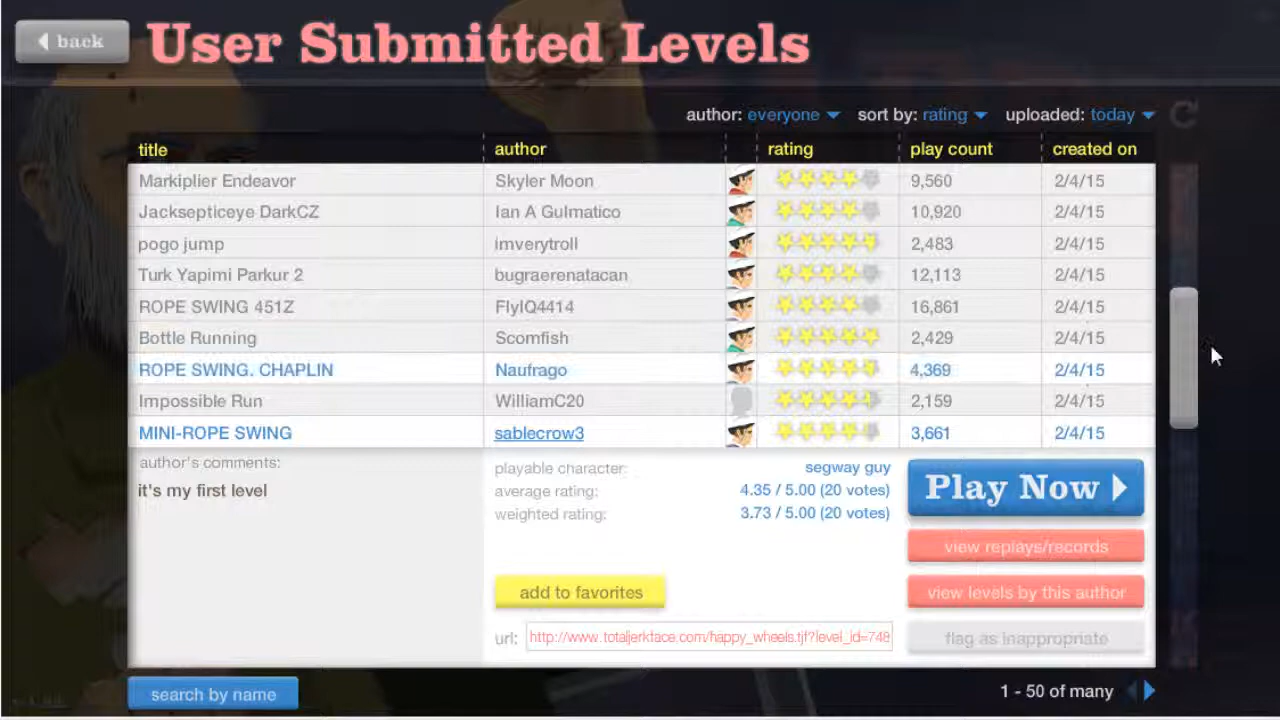 back
User Submitted Levels
author: everyone sort by: rating uploaded: today
title author rating play count created on
Markiplier Endeavor Skyler Moon 9,560 2/4/15
Jacksepticeye DarkCZ Ian A Gulmatico 10,920 2/4/15
pogo jump imverytroll 2,483 2/4/15
Turk Yapimi Parkur 2 bugraerenatacan 12,113 2/4/15
ROPE SWING 451Z FlyIQ4414 16,861 2/4/15
Bottle Running Scomfish 2,429 2/4/15
ROPE SWING. CHAPLIN Naufrago 4,369 2/4/15
Impossible Run WilliamC20 2,159 2/4/15
MINI-ROPE SWING sablecrow3 3,661 2/4/15
author's comments:
it's my first level
playable character: segway guy
average rating: 4.35 / 5.00 (20 votes)
weighted rating: 3.73 / 5.00 (20 votes)
add to favorites
url: http://www.totaljerkface.com/happy_wheels.tjf?level_id=748
Play Now
view replays/records
view levels by this author
flag as inappropriate
search by name
1 - 50 of many